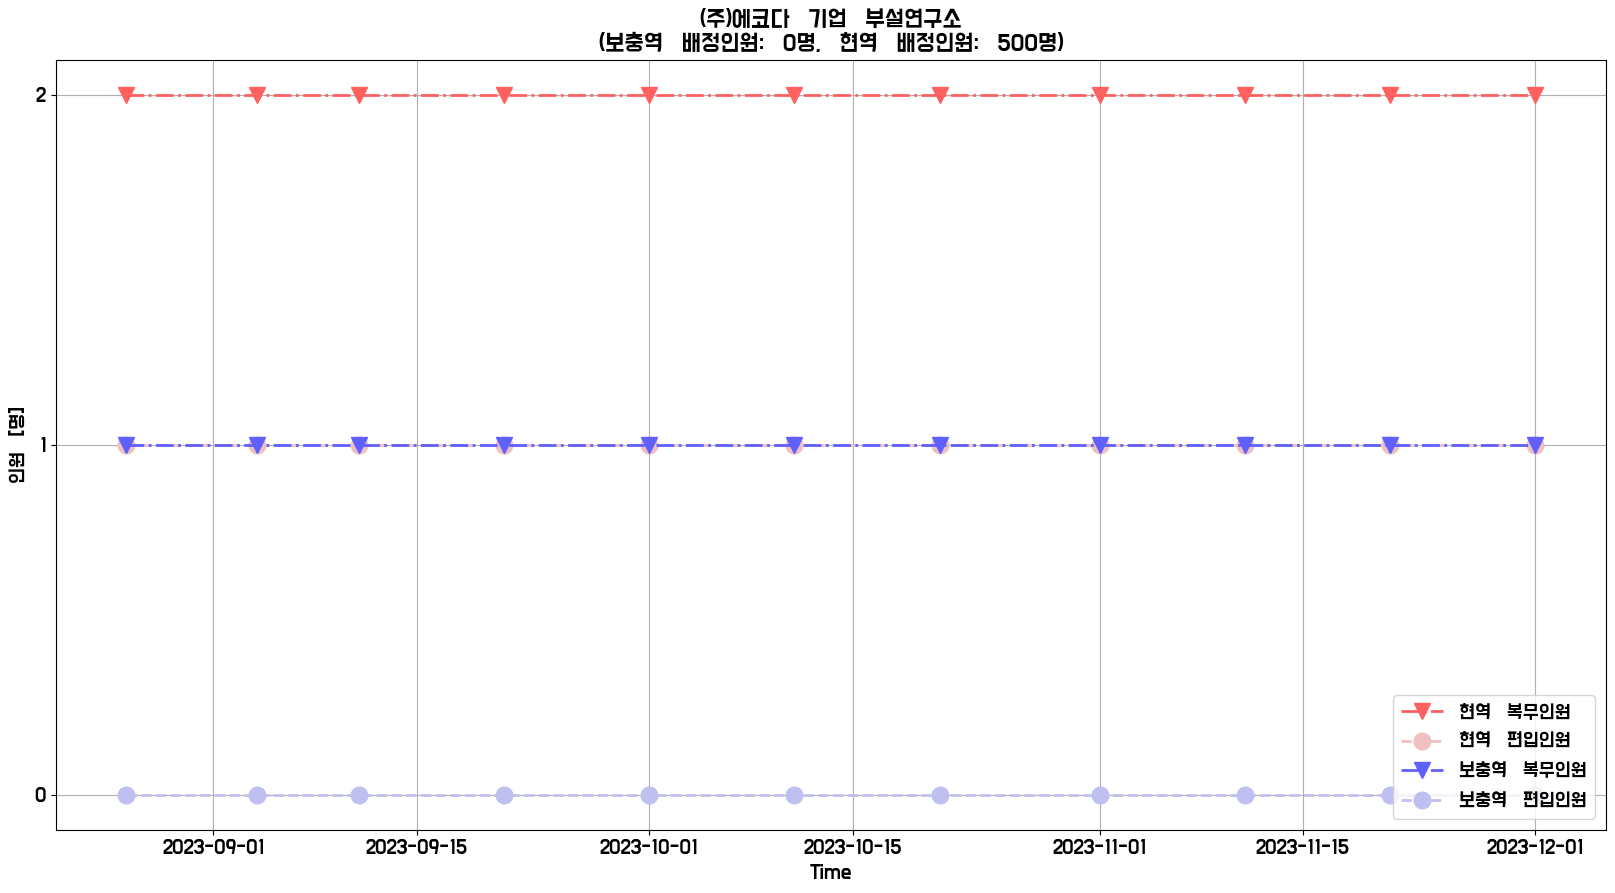 (주)에코다 기업 부설연구소
(보충역 배정인원: 0명, 현역 배정인원: 500명)
2
1
0
인원 [명]
현역 복무인원
현역 편입인원
보충역 복무인원
보충역 편입인원
2023-09-01 2023-09-15 2023-10-01 2023-10-15 2023-11-01 2023-11-15 2023-12-01
Time